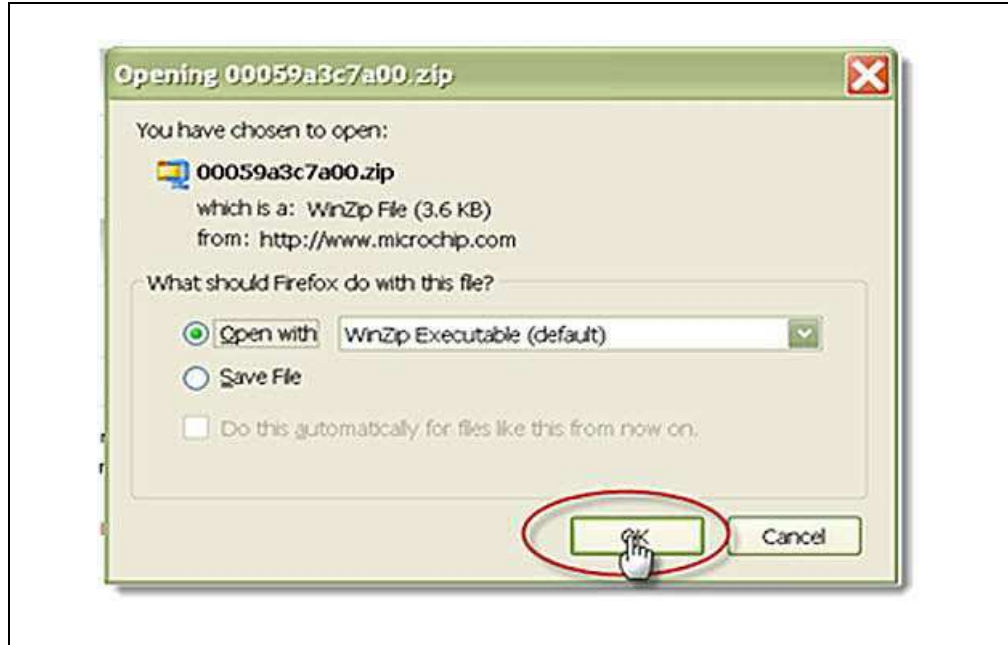 Opening 00059a3c7a00.zip
You have chosen to open:
00059a3c7a00.zip
which is a: WinZip File (3.6 KB)
from: http://www.microchip.com
What should Firefox do with this file?
Open with WinZip Executable (default)
Save File
Do this automatically for files like this from now on.
OK Cancel